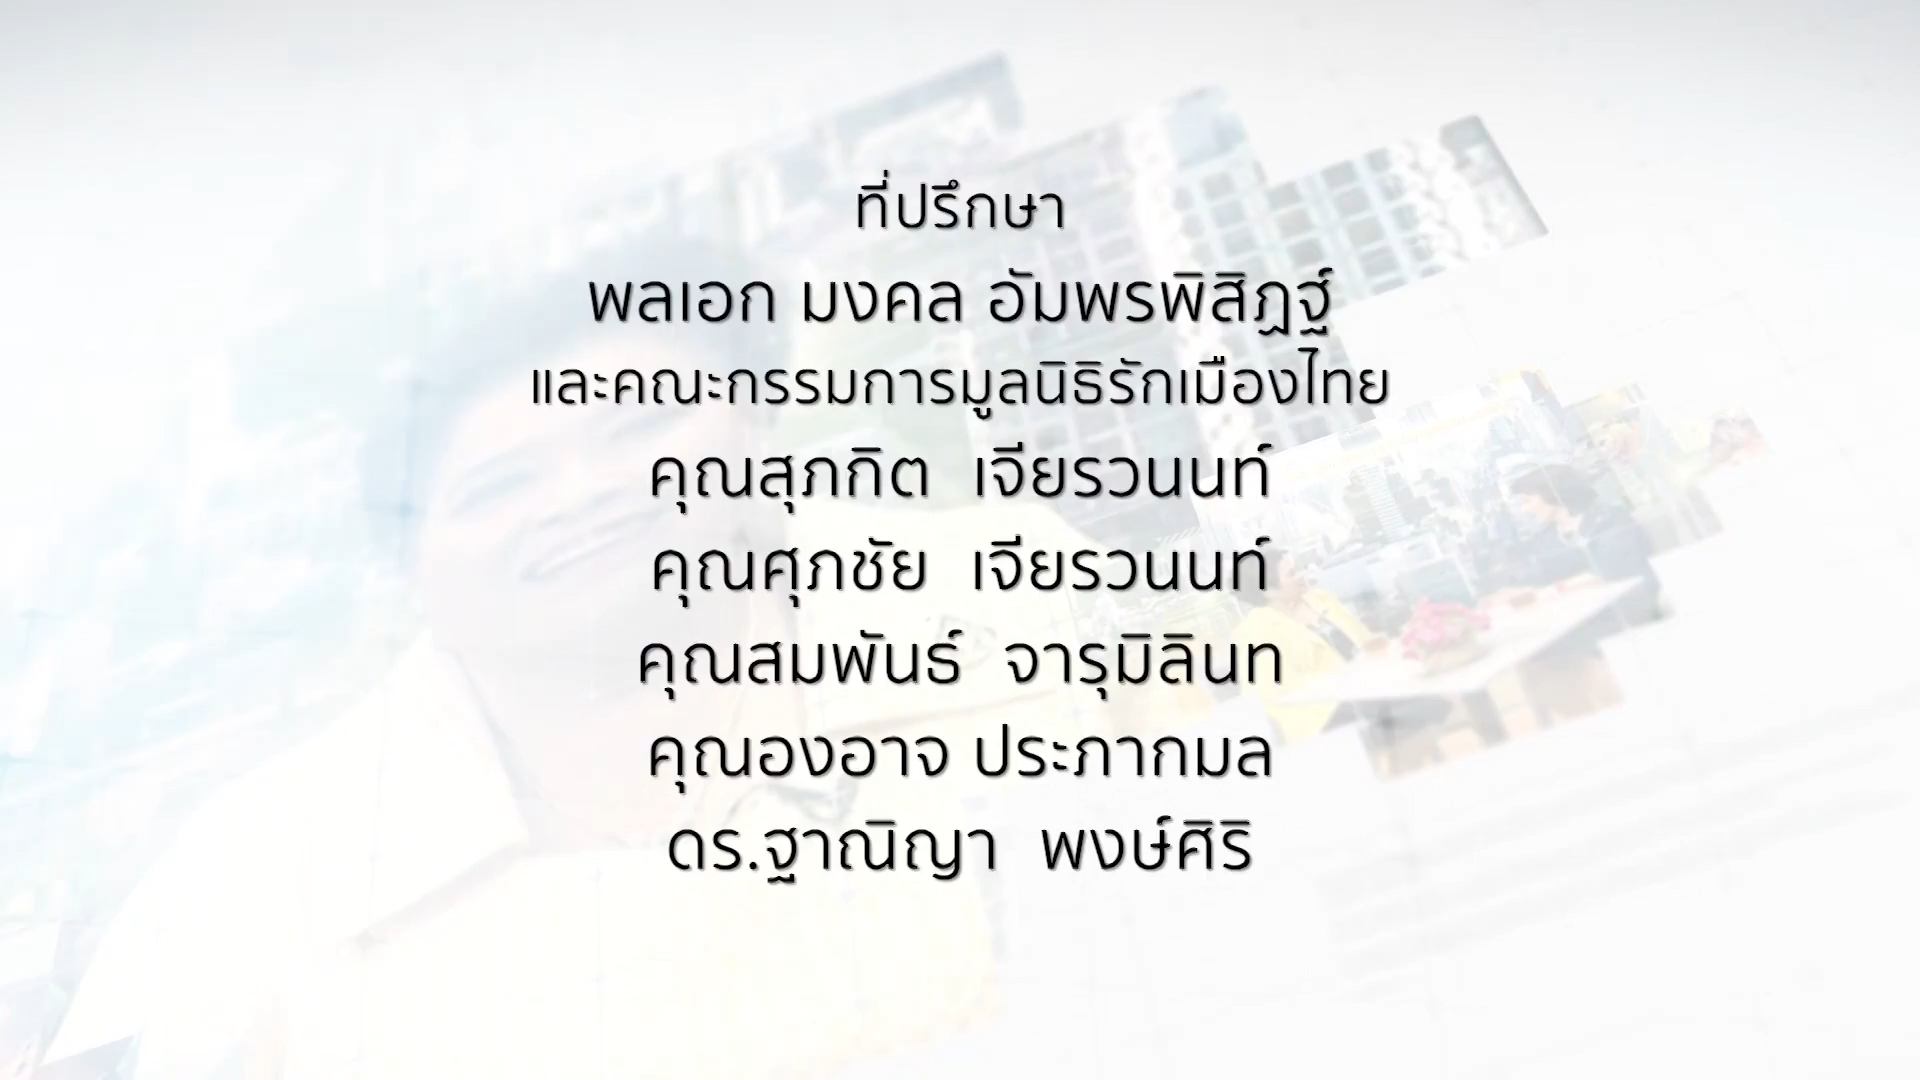 ที่ปรึกษา
พลเอก มงคล อัมพรพิสิฏฐ์
และคณะกรรมการมูลนิธิรักเมืองไทย
คุณสุภกิต  เจียรวนนท์
คุณศุภชัย  เจียรวนนท์
คุณสมพันธ์  จารุมิลินท
คุณองอาจ ประภากมล
ดร.ฐาณิญา  พงษ์ศิริ